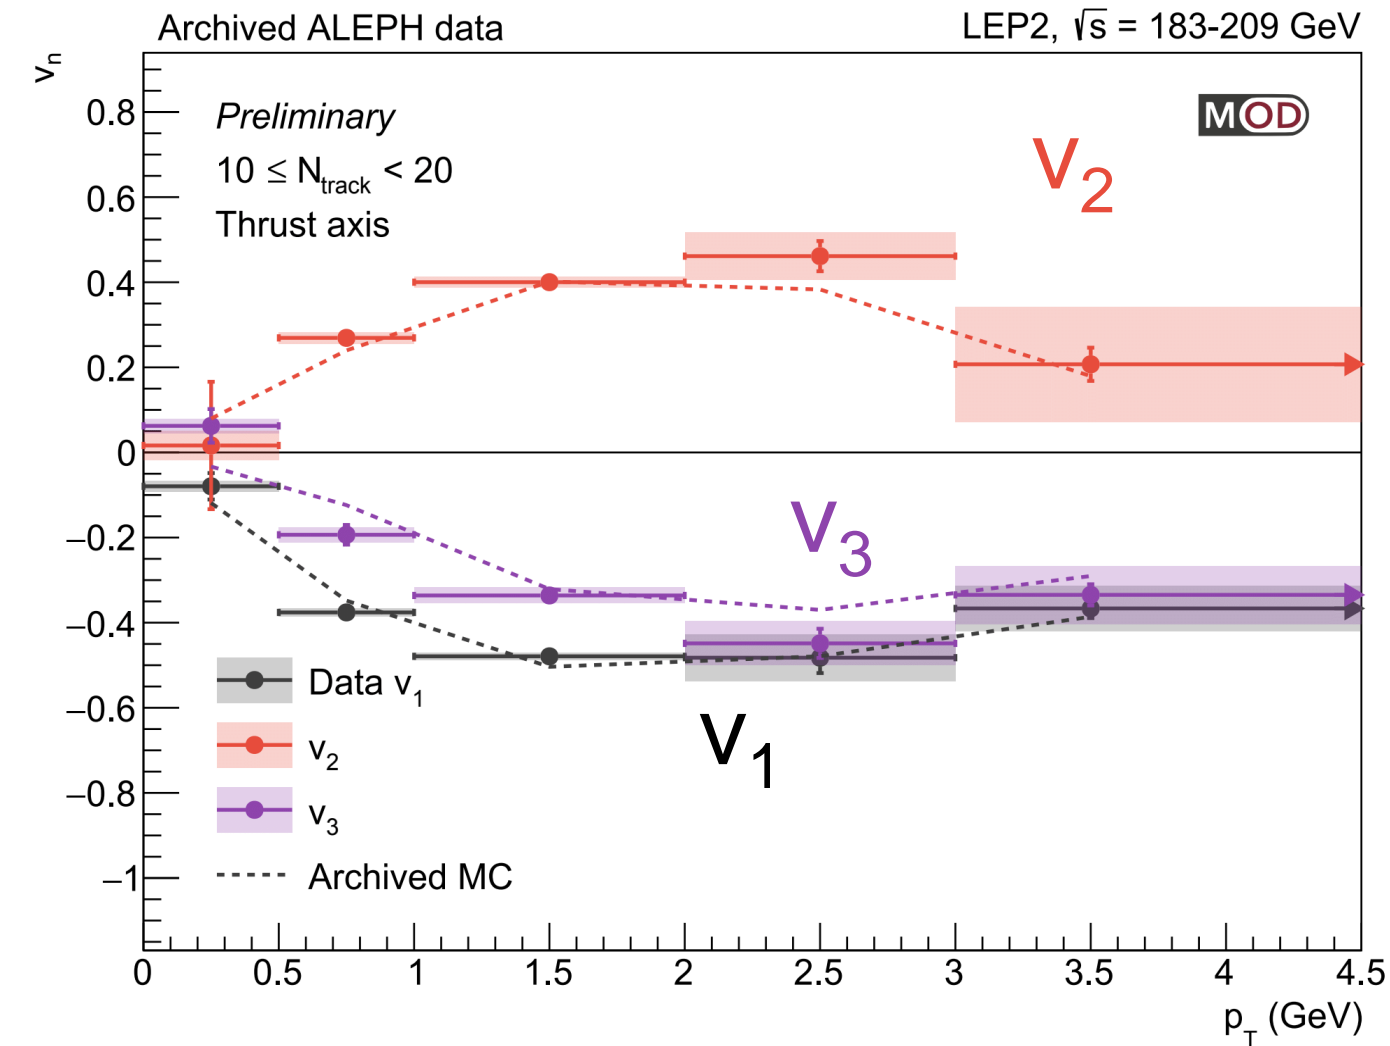 Archived ALEPH data
LEP2, √s = 183-209 GeV
vₙ
Preliminary
10 ≤ N_track < 20
Thrust axis
MOD
v₂
v₃
v₁
Data v₁
v₂
v₃
Archived MC
0.8
0.6
0.4
0.2
0
−0.2
−0.4
−0.6
−0.8
−1
0 0.5 1 1.5 2 2.5 3 3.5 4 4.5
p_T (GeV)